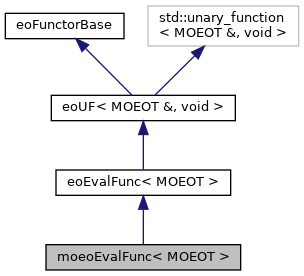 eoFunctorBase
std::unary_function
< MOEOT &, void >
eoUF< MOEOT &, void >
eoEvalFunc< MOEOT >
moeoEvalFunc< MOEOT >